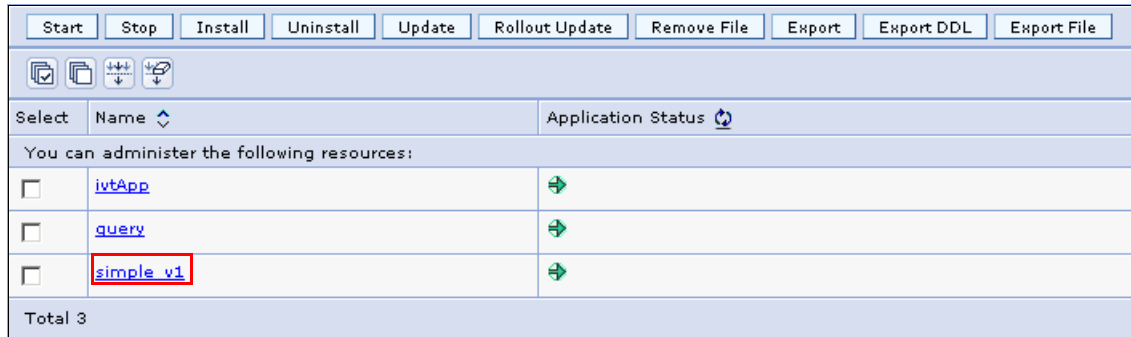 Start Stop Install Uninstall Update Rollout Update Remove File Export Export DDL Export File
Select Name Application Status
You can administer the following resources:
ivtApp
query
simple_v1
Total 3